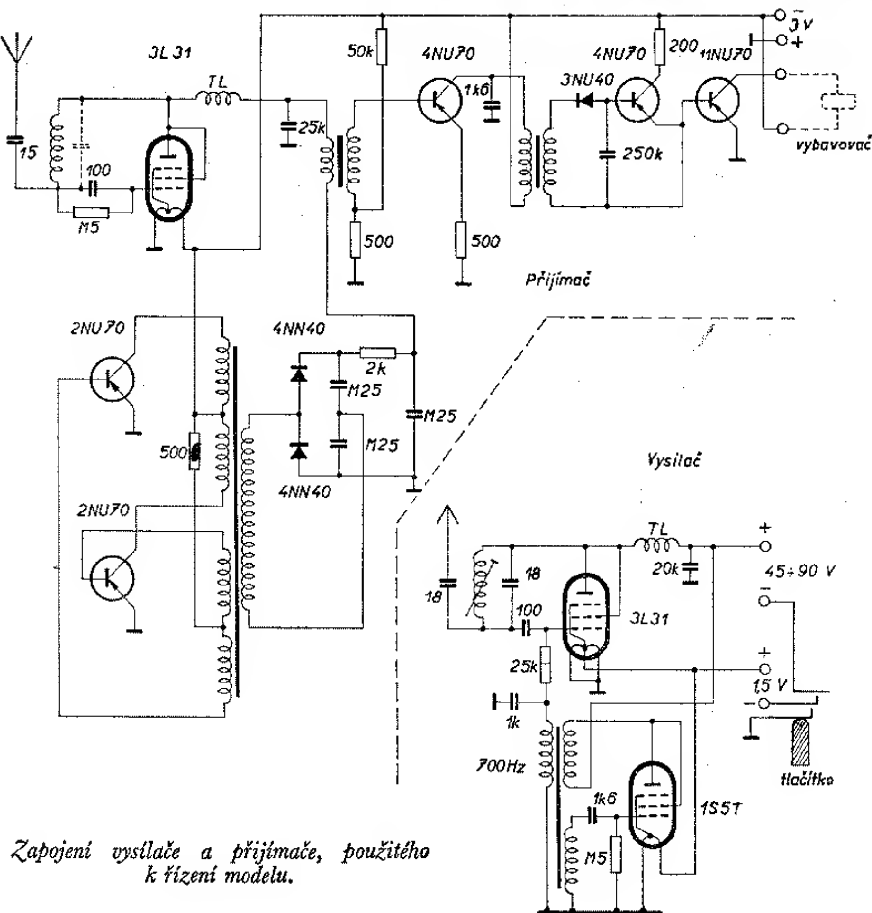 3L31
TL
15
100
M5
25k
50k
4NU70
1k6
3NU40
4NU70
200
11NU70
250k
500
500
−
3V
+
vybavovač
Přijímač
2NU70
4NN40
2k
M25
M25
M25
500
4NN40
2NU70
Vysílač
TL
20k
+
45÷90 V
−
18
18
100
3L31
25k
+
1,5 V
−
1k
700Hz
tlačítko
1k6
M5
1S5T
Zapojení vysílače a přijímače, použitého
k řízení modelu.